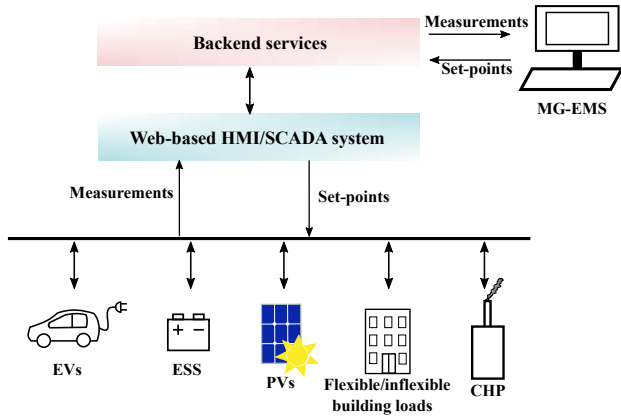 Measurements
Backend services
Set-points
MG-EMS
Web-based HMI/SCADA system
Measurements
Set-points
EVs
ESS
PVs
Flexible/inflexible
building loads
CHP